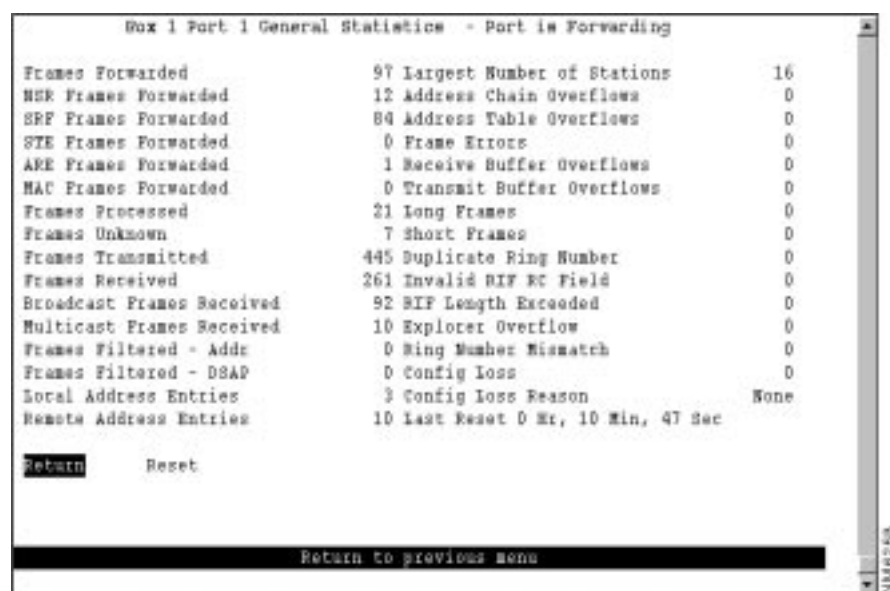 Box 1 Port 1 General Statistics - Port is Forwarding
Frames Forwarded 97 Largest Number of Stations 16
NSR Frames Forwarded 12 Address Chain Overflows 0
SRF Frames Forwarded 84 Address Table Overflows 0
STE Frames Forwarded 0 Frame Errors 0
ARE Frames Forwarded 1 Receive Buffer Overflows 0
MAC Frames Forwarded 0 Transmit Buffer Overflows 0
Frames Processed 21 Long Frames 0
Frames Unknown 7 Short Frames 0
Frames Transmitted 445 Duplicate Ring Number 0
Frames Received 261 Invalid RIF RC Field 0
Broadcast Frames Received 92 RIF Length Exceeded 0
Multicast Frames Received 10 Explorer Overflow 0
Frames Filtered - Addr 0 Ring Number Mismatch 0
Frames Filtered - DSAP 0 Config Loss 0
Local Address Entries 3 Config Loss Reason None
Remote Address Entries 10 Last Reset 0 Hr, 10 Min, 47 Sec
Return Reset
Return to previous menu